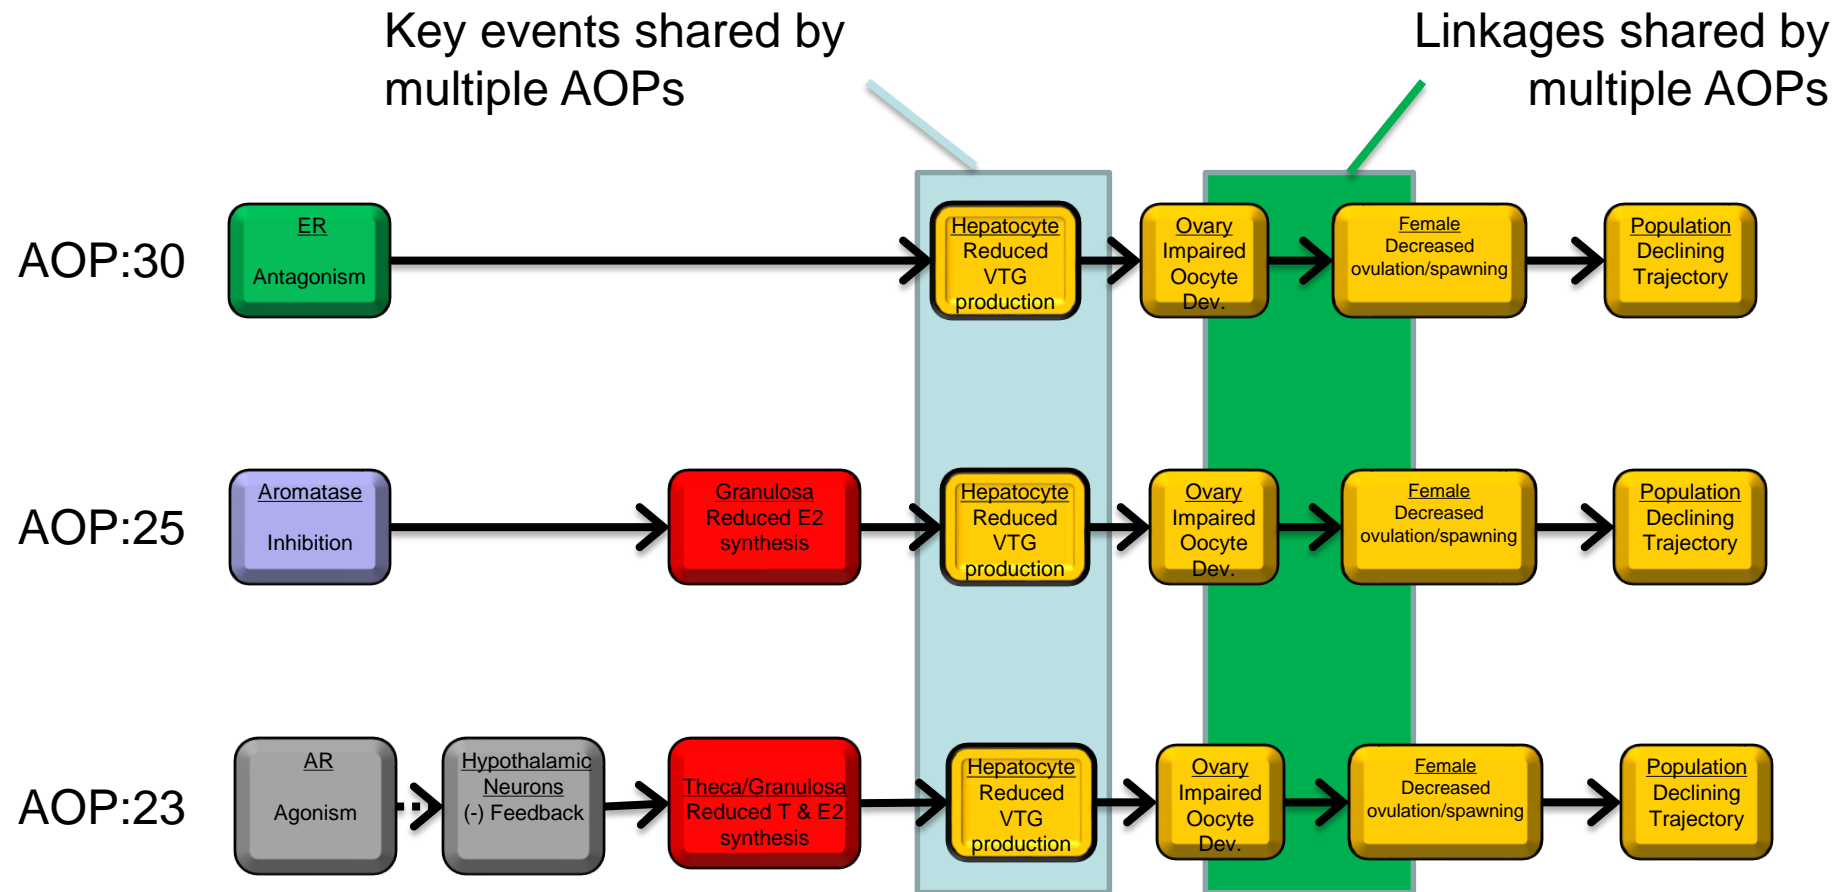 Key events shared by
multiple AOPs
Linkages shared by
multiple AOPs
AOP:30
ER
Antagonism
Hepatocyte
Reduced
VTG
production
Ovary
Impaired
Oocyte
Dev.
Female
Decreased
ovulation/spawning
Population
Declining
Trajectory
AOP:25
Aromatase
Inhibition
Granulosa
Reduced E2
synthesis
Hepatocyte
Reduced
VTG
production
Ovary
Impaired
Oocyte
Dev.
Female
Decreased
ovulation/spawning
Population
Declining
Trajectory
AOP:23
AR
Agonism
Hypothalamic
Neurons
(-) Feedback
Theca/Granulosa
Reduced T & E2
synthesis
Hepatocyte
Reduced
VTG
production
Ovary
Impaired
Oocyte
Dev.
Female
Decreased
ovulation/spawning
Population
Declining
Trajectory